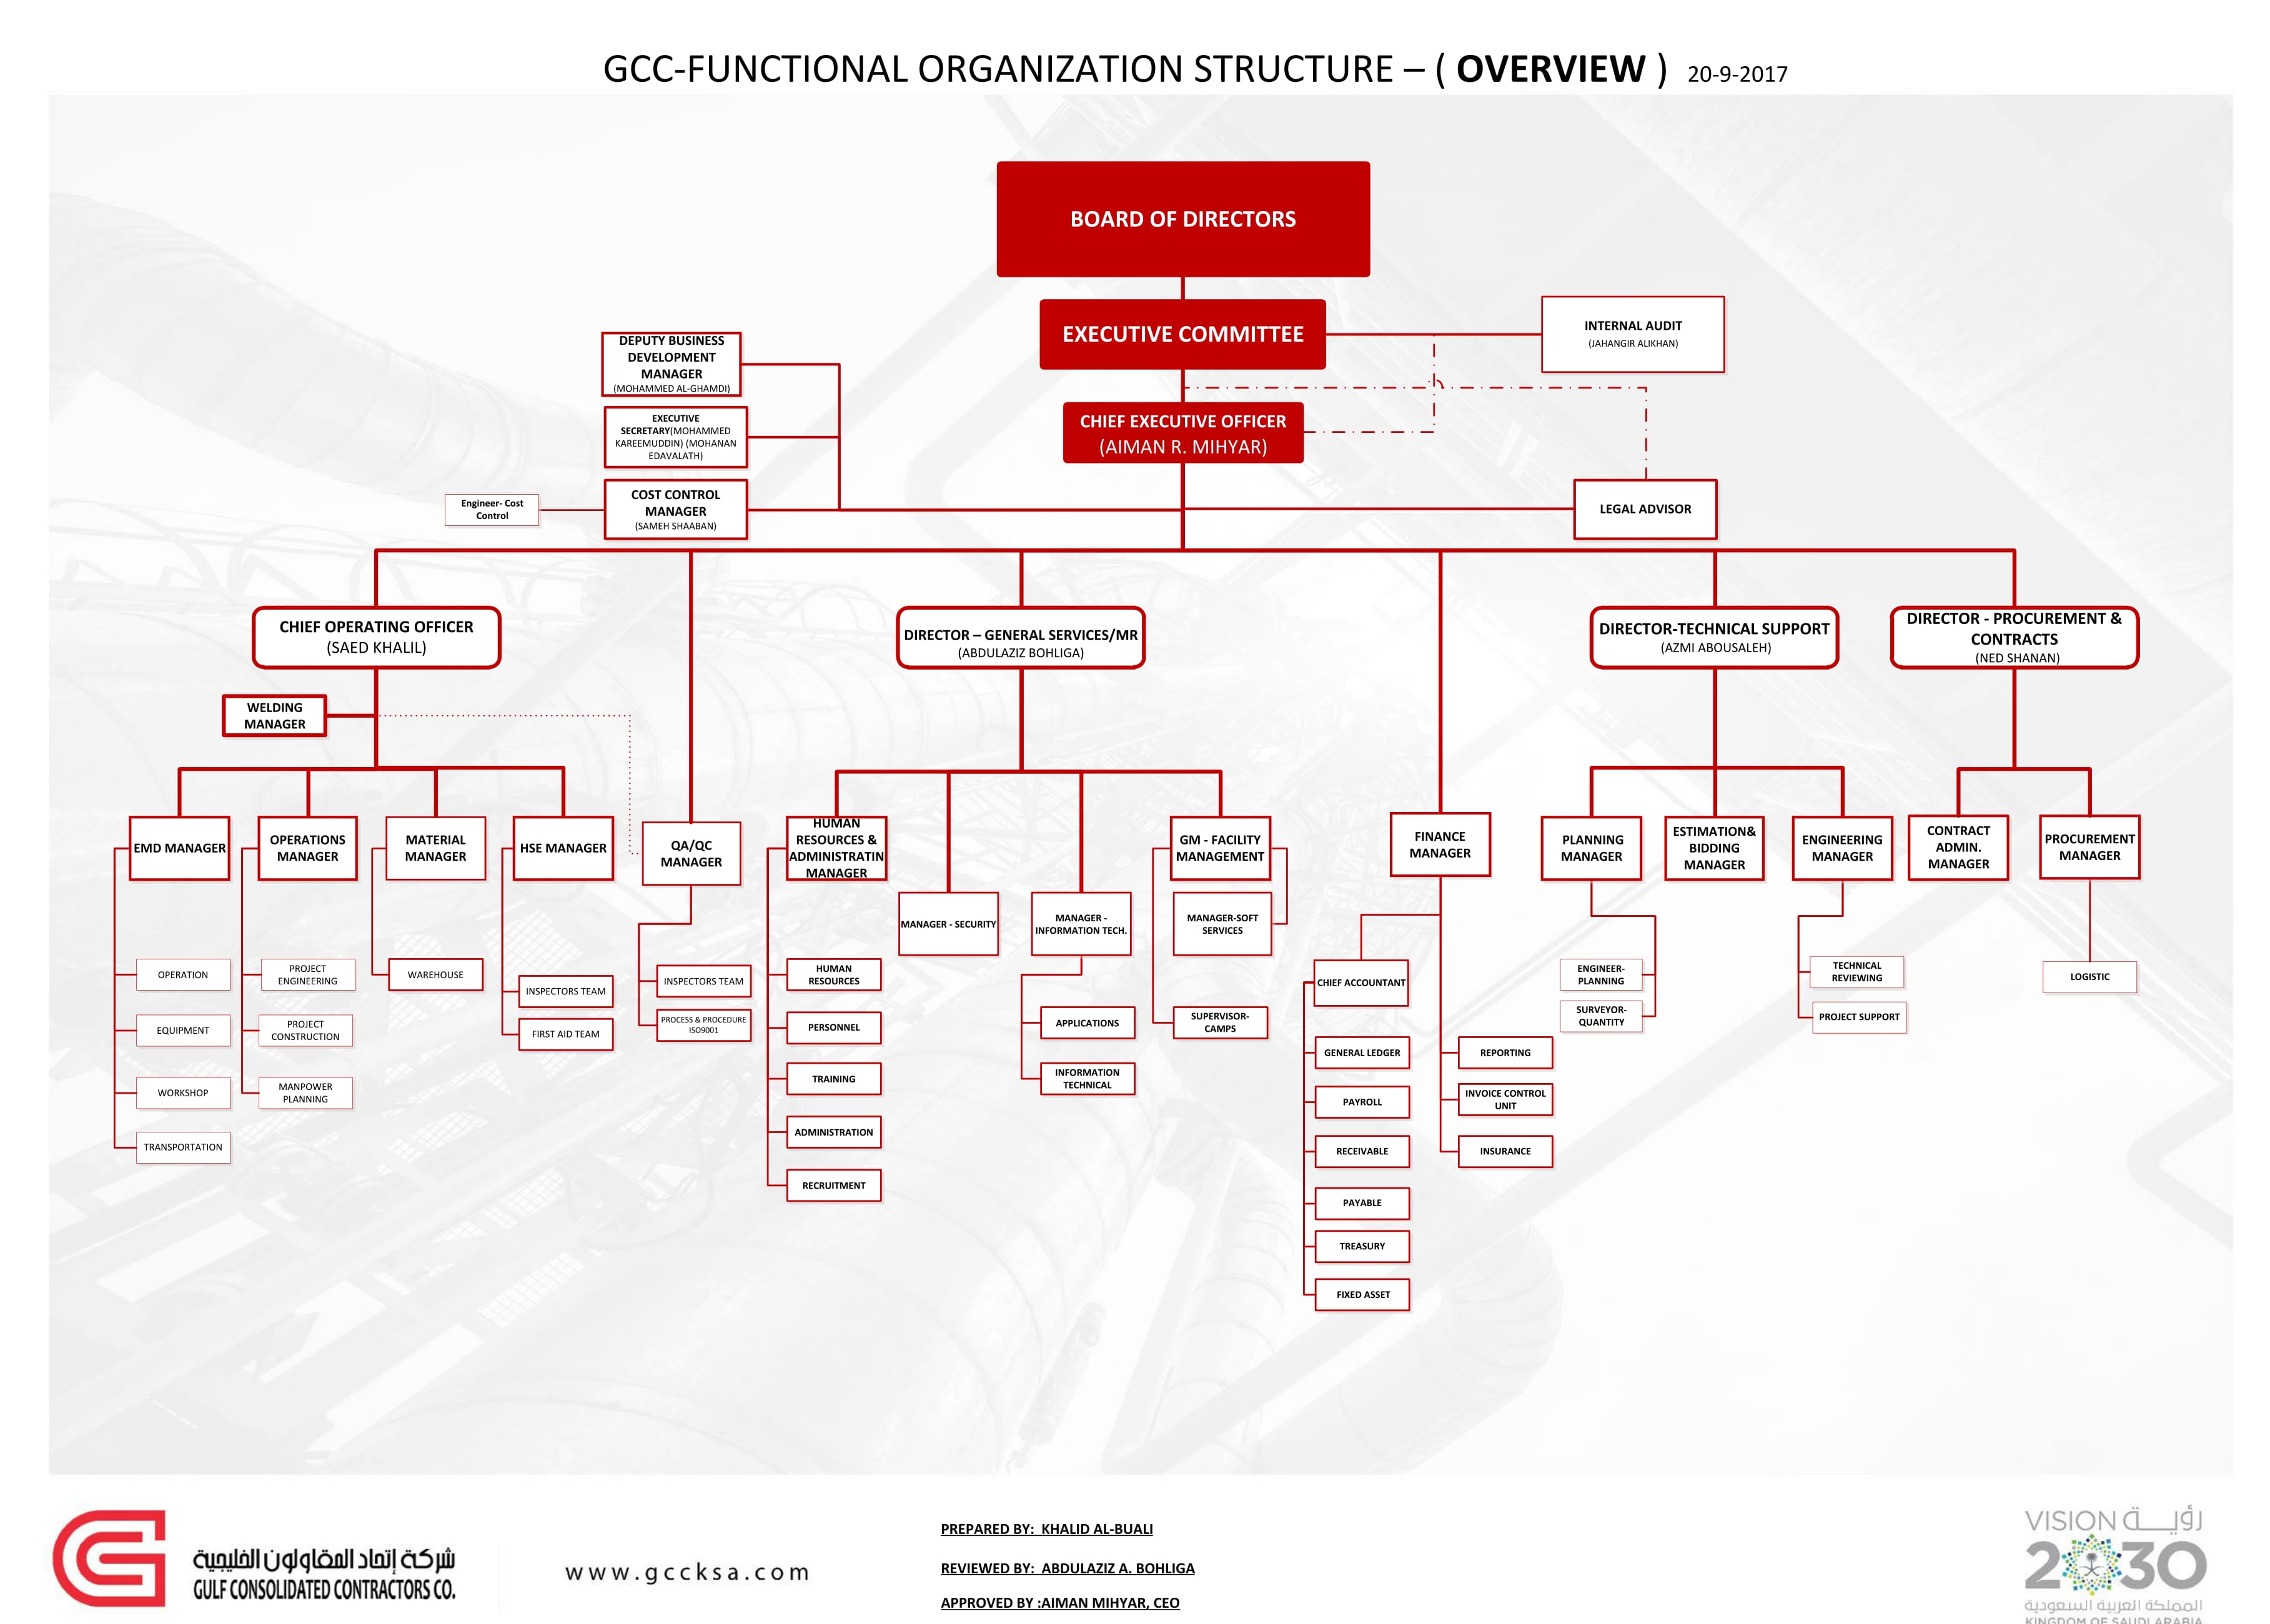 GCC-FUNCTIONAL ORGANIZATION STRUCTURE – ( OVERVIEW ) 20-9-2017
BOARD OF DIRECTORS
EXECUTIVE COMMITTEE
INTERNAL AUDIT
(JAHANGIR ALIKHAN)
DEPUTY BUSINESS
DEVELOPMENT
MANAGER
(MOHAMMED AL-GHAMDI)
CHIEF EXECUTIVE OFFICER
(AIMAN R. MIHYAR)
EXECUTIVE
SECRETARY(MOHAMMED
KAREEMUDDIN) (MOHANAN
EDAVALATH)
Engineer- Cost
Control
COST CONTROL
MANAGER
(SAMEH SHAABAN)
LEGAL ADVISOR
CHIEF OPERATING OFFICER
(SAED KHALIL)
DIRECTOR – GENERAL SERVICES/MR
(ABDULAZIZ BOHLIGA)
DIRECTOR-TECHNICAL SUPPORT
(AZMI ABOUSALEH)
DIRECTOR - PROCUREMENT &
CONTRACTS
(NED SHANAN)
WELDING
MANAGER
EMD MANAGER
OPERATIONS
MANAGER
MATERIAL
MANAGER
HSE MANAGER
QA/QC
MANAGER
HUMAN
RESOURCES &
ADMINISTRATIN
MANAGER
GM - FACILITY
MANAGEMENT
FINANCE
MANAGER
PLANNING
MANAGER
ESTIMATION&
BIDDING
MANAGER
ENGINEERING
MANAGER
CONTRACT
ADMIN.
MANAGER
PROCUREMENT
MANAGER
MANAGER - SECURITY
MANAGER -
INFORMATION TECH.
MANAGER-SOFT
SERVICES
OPERATION
EQUIPMENT
WORKSHOP
TRANSPORTATION
PROJECT
ENGINEERING
PROJECT
CONSTRUCTION
MANPOWER
PLANNING
WAREHOUSE
INSPECTORS TEAM
FIRST AID TEAM
INSPECTORS TEAM
PROCESS & PROCEDURE
ISO9001
HUMAN
RESOURCES
PERSONNEL
TRAINING
ADMINISTRATION
RECRUITMENT
APPLICATIONS
INFORMATION
TECHNICAL
SUPERVISOR-
CAMPS
CHIEF ACCOUNTANT
GENERAL LEDGER
PAYROLL
RECEIVABLE
PAYABLE
TREASURY
FIXED ASSET
REPORTING
INVOICE CONTROL
UNIT
INSURANCE
ENGINEER-
PLANNING
SURVEYOR-
QUANTITY
TECHNICAL
REVIEWING
PROJECT SUPPORT
LOGISTIC
شركة إتحاد المقاولون الخليجية
GULF CONSOLIDATED CONTRACTORS CO.
www.gccksa.com
PREPARED BY: KHALID AL-BUALI
REVIEWED BY: ABDULAZIZ A. BOHLIGA
APPROVED BY :AIMAN MIHYAR, CEO
VISION رؤيـة
2030
المملكة العربية السعودية
KINGDOM OF SAUDI ARABIA